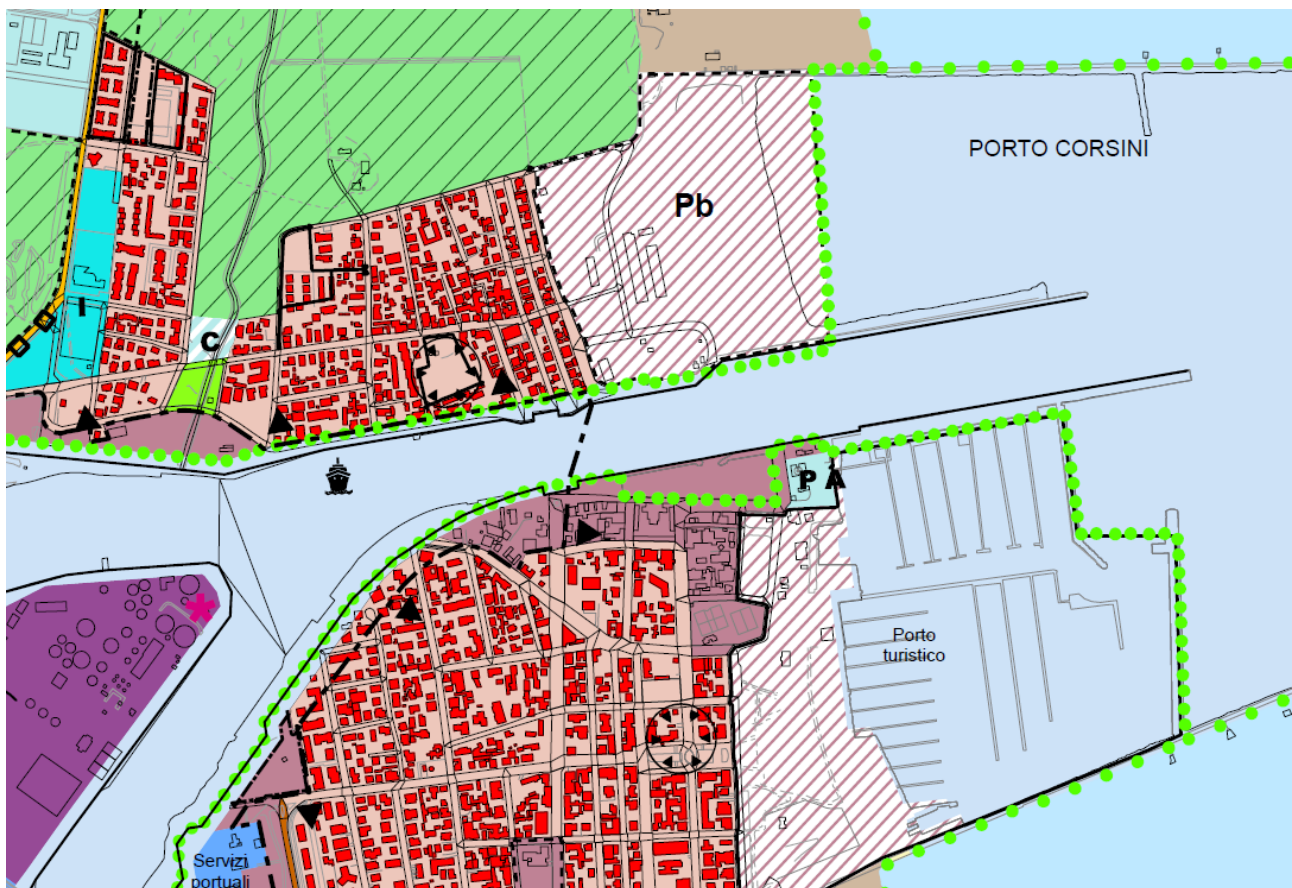 PORTO CORSINI
Pb
I
C
P A
Porto
turistico
Servizi
portuali